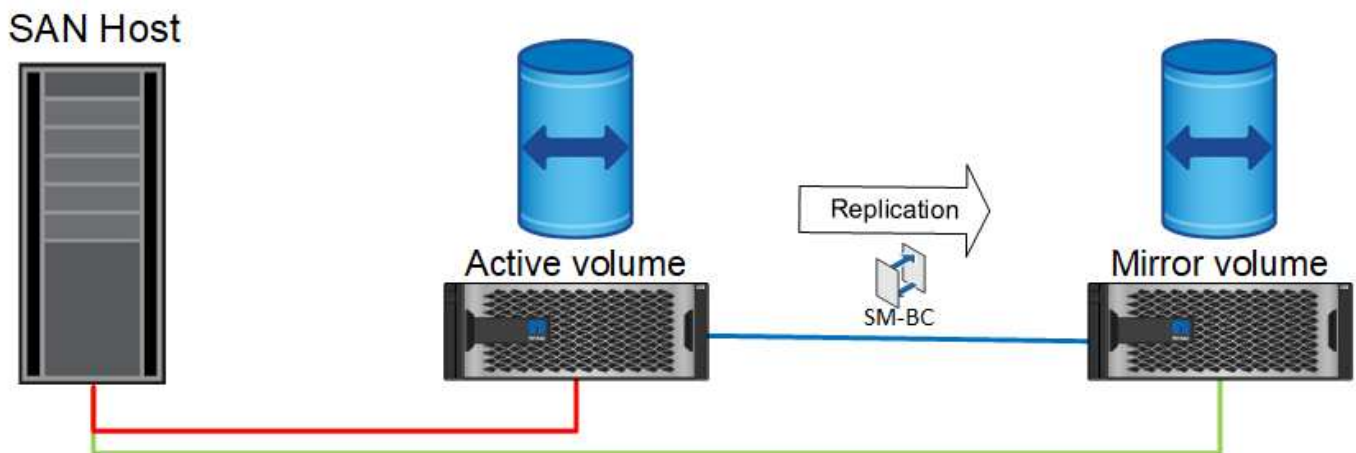 SAN Host
Replication
Active volume
Mirror volume
SM-BC